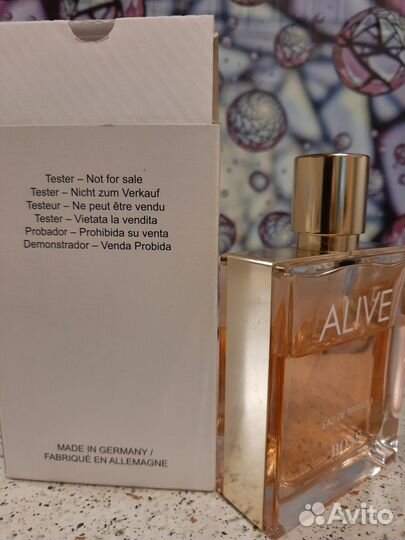 Tester – Not for sale
Tester – Nicht zum Verkauf
Testeur – Ne peut être vendu
Tester – Vietata la vendita
Probador – Prohibida su venta
Demonstrador – Venda Probida
MADE IN GERMANY /
FABRIQUÉ EN ALLEMAGNE
ALIVE
EAU DE PARFUM
BOSS
Avito